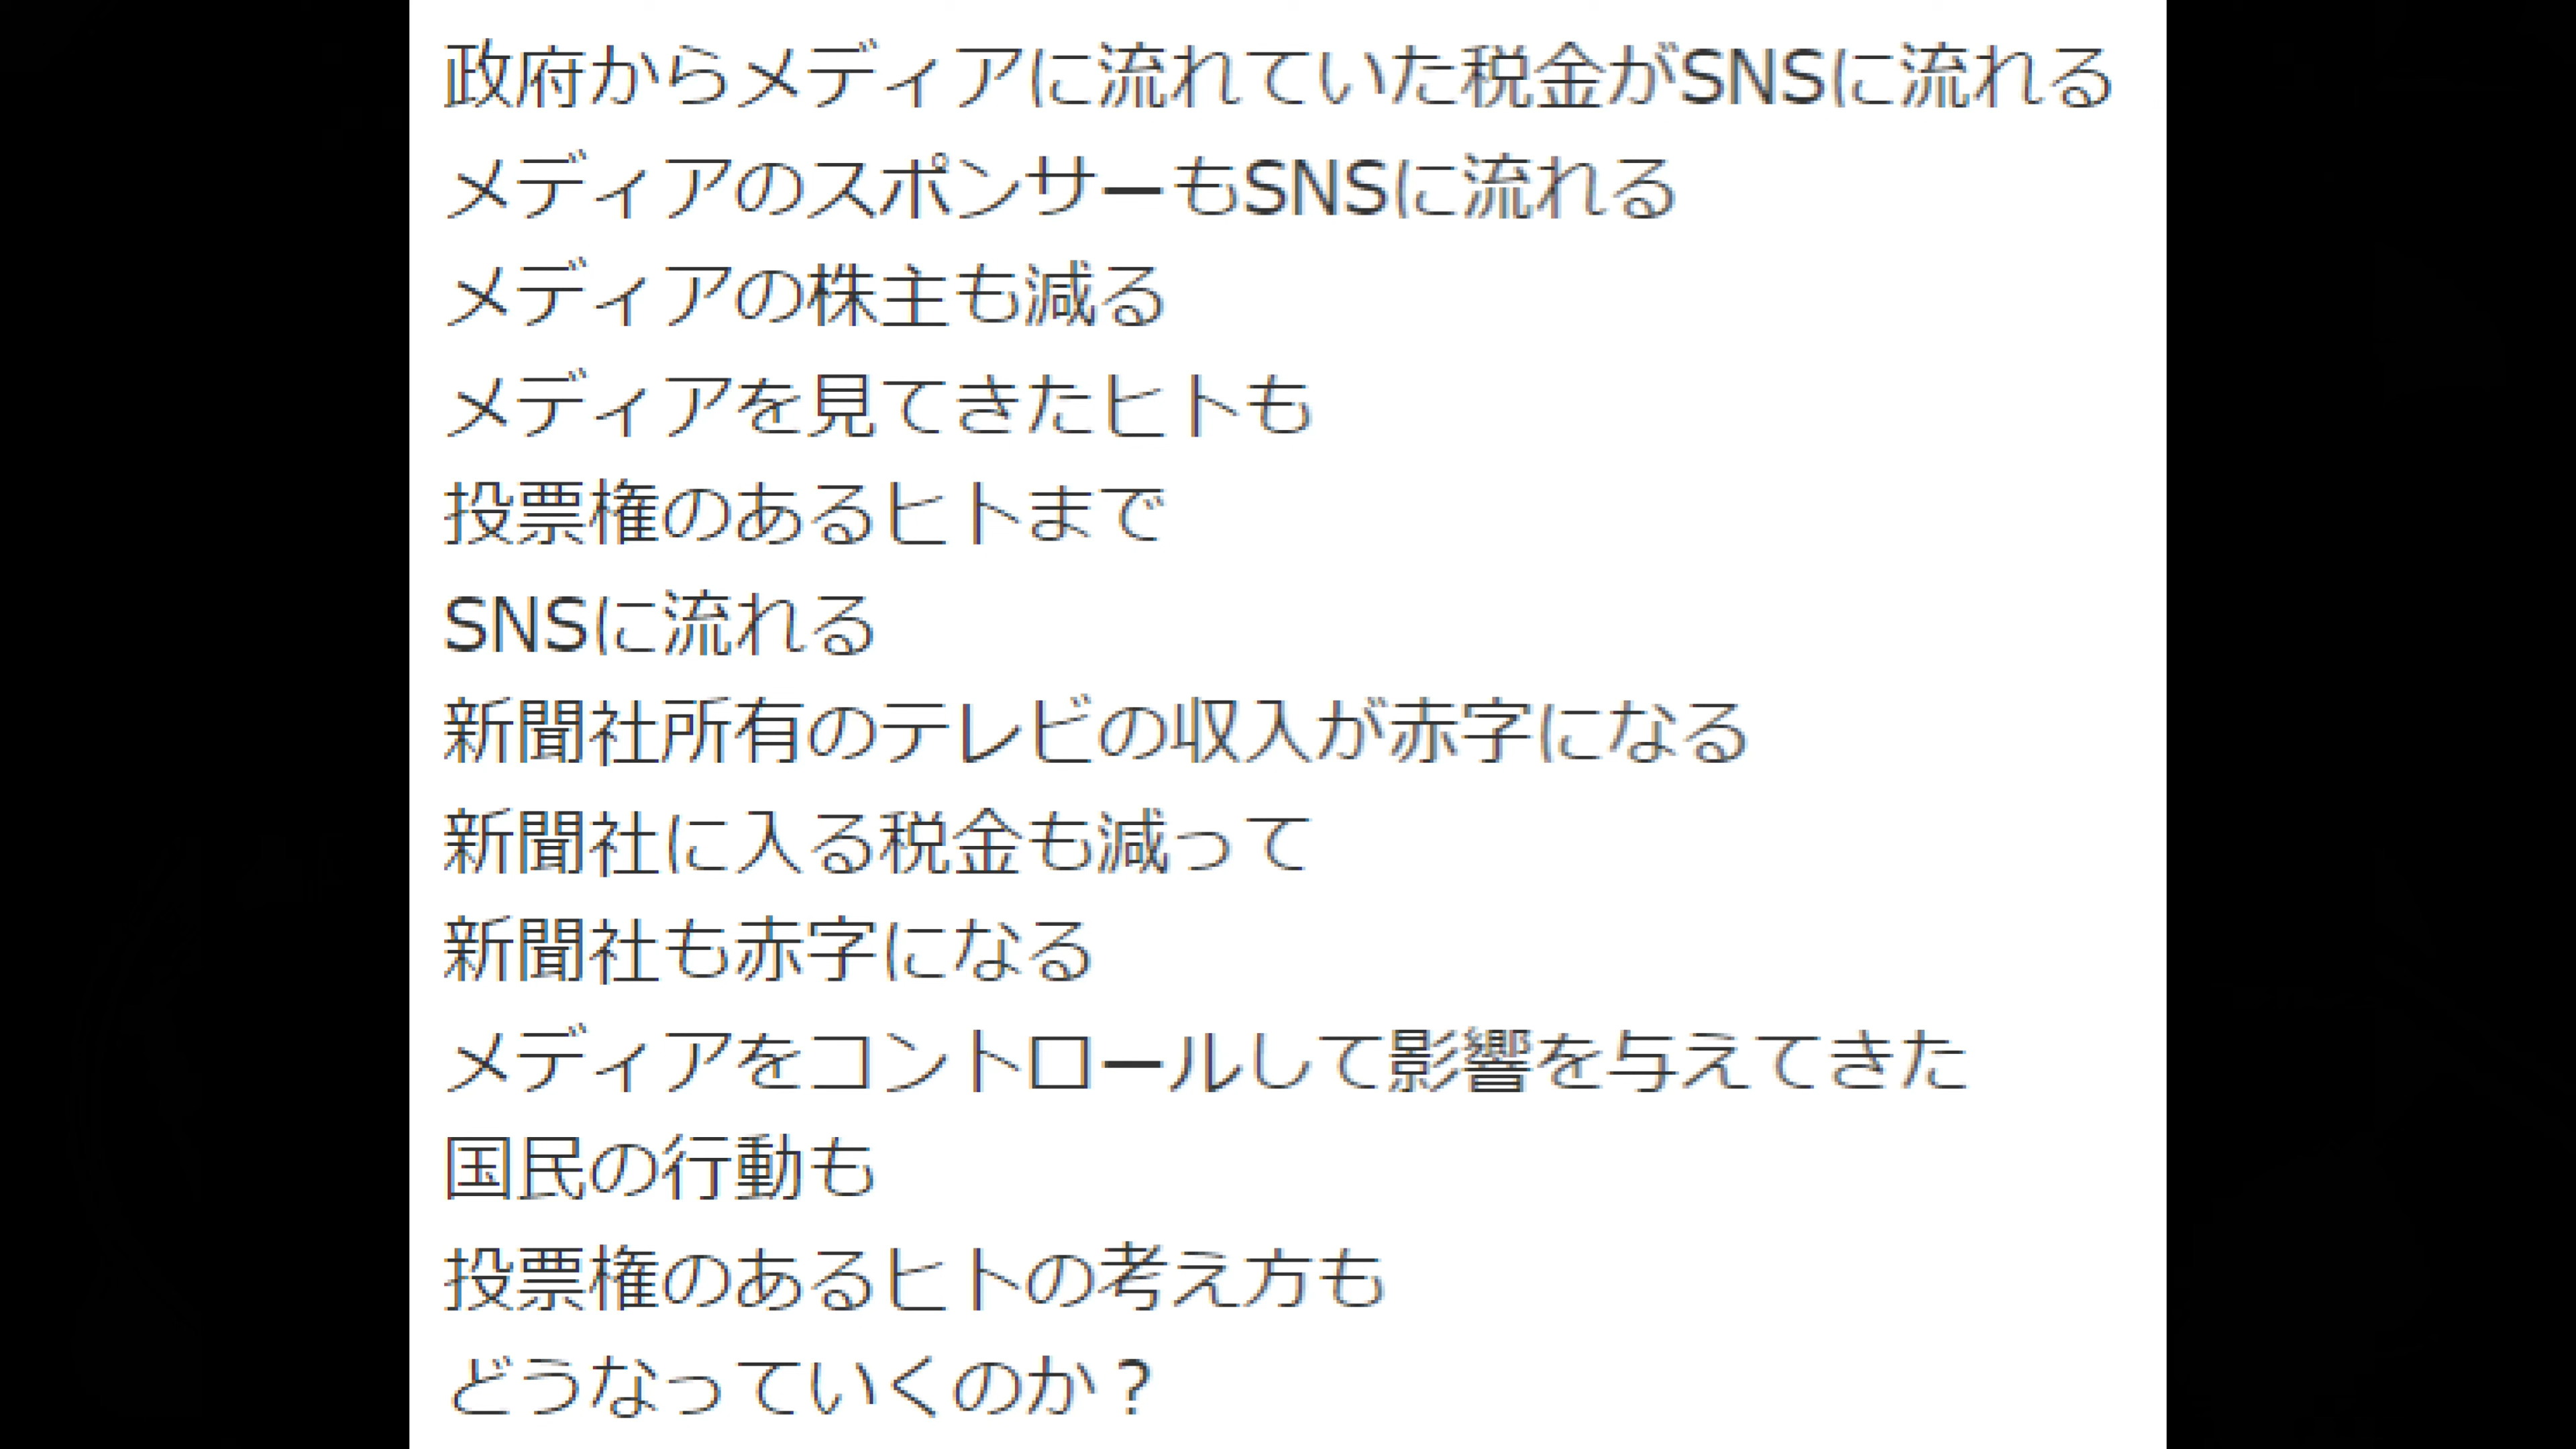 政府からメディアに流れていた税金がSNSに流れる
メディアのスポンサーもSNSに流れる
メディアの株主も減る
メディアを見てきたヒトも
投票権のあるヒトまで
SNSに流れる
新聞社所有のテレビの収入が赤字になる
新聞社に入る税金も減って
新聞社も赤字になる
メディアをコントロールして影響を与えてきた
国民の行動も
投票権のあるヒトの考え方も
どうなっていくのか？